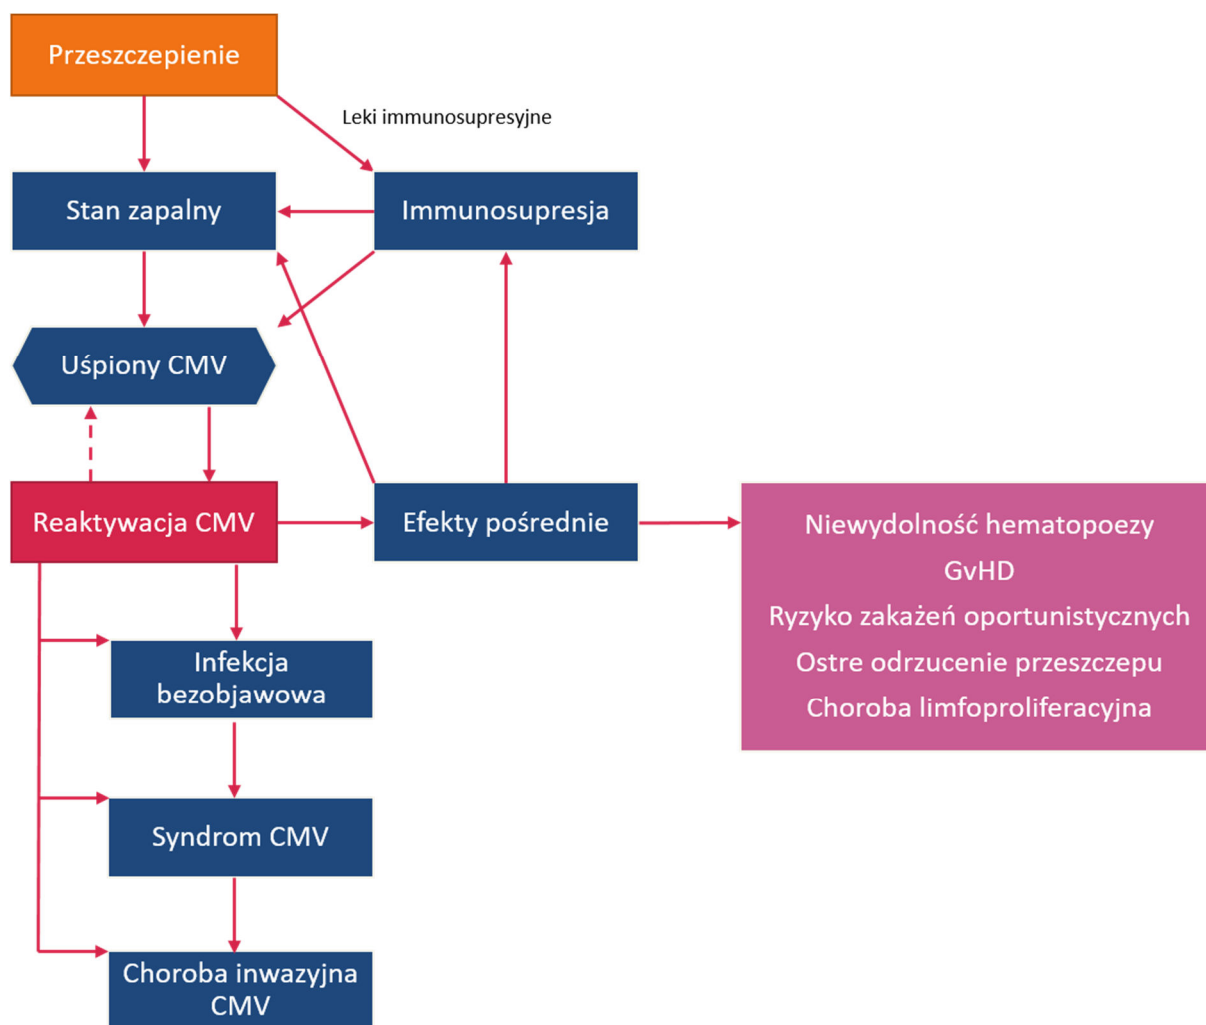 Przeszczepienie
Leki immunosupresyjne
Stan zapalny
Immunosupresja
Uśpiony CMV
Reaktywacja CMV
Efekty pośrednie
Niewydolność hematopoezy
GvHD
Ryzyko zakażeń oportunistycznych
Ostre odrzucenie przeszczepu
Choroba limfoproliferacyjna
Infekcja
bezobjawowa
Syndrom CMV
Choroba inwazyjna
CMV